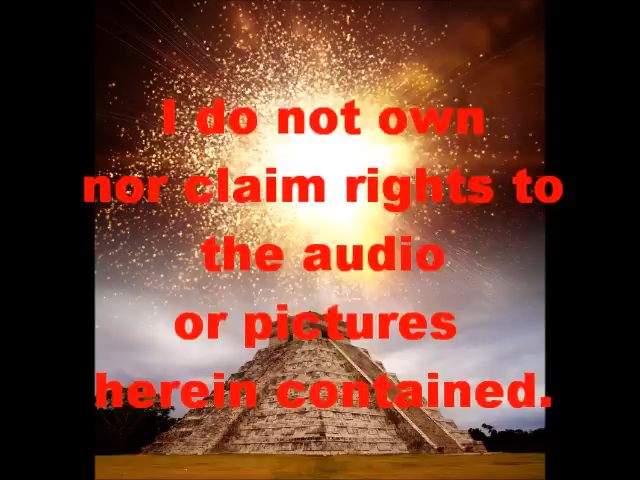 I do not own
nor claim rights to
the audio
or pictures
herein contained.